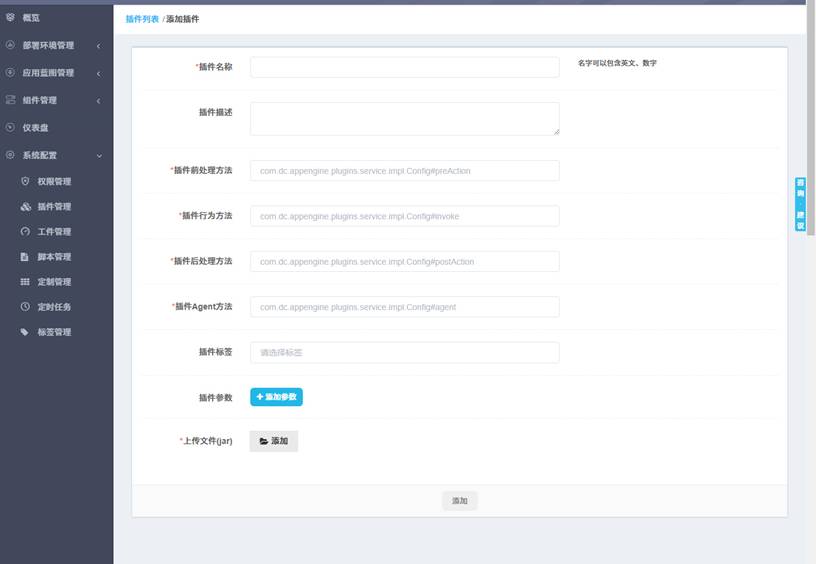 概览
部署环境管理
应用蓝图管理
组件管理
仪表盘
系统配置
权限管理
插件管理
工件管理
脚本管理
定制管理
定时任务
标签管理
插件列表 / 添加插件
*插件名称
名字可以包含英文、数字
插件描述
*插件前处理方法 com.dc.appengine.plugins.service.impl.Config#preAction
*插件行为方法 com.dc.appengine.plugins.service.impl.Config#invoke
*插件后处理方法 com.dc.appengine.plugins.service.impl.Config#postAction
*插件Agent方法 com.dc.appengine.plugins.service.impl.Config#agent
插件标签 请选择标签
插件参数 添加参数
*上传文件(jar) 添加
添加
咨询·建议